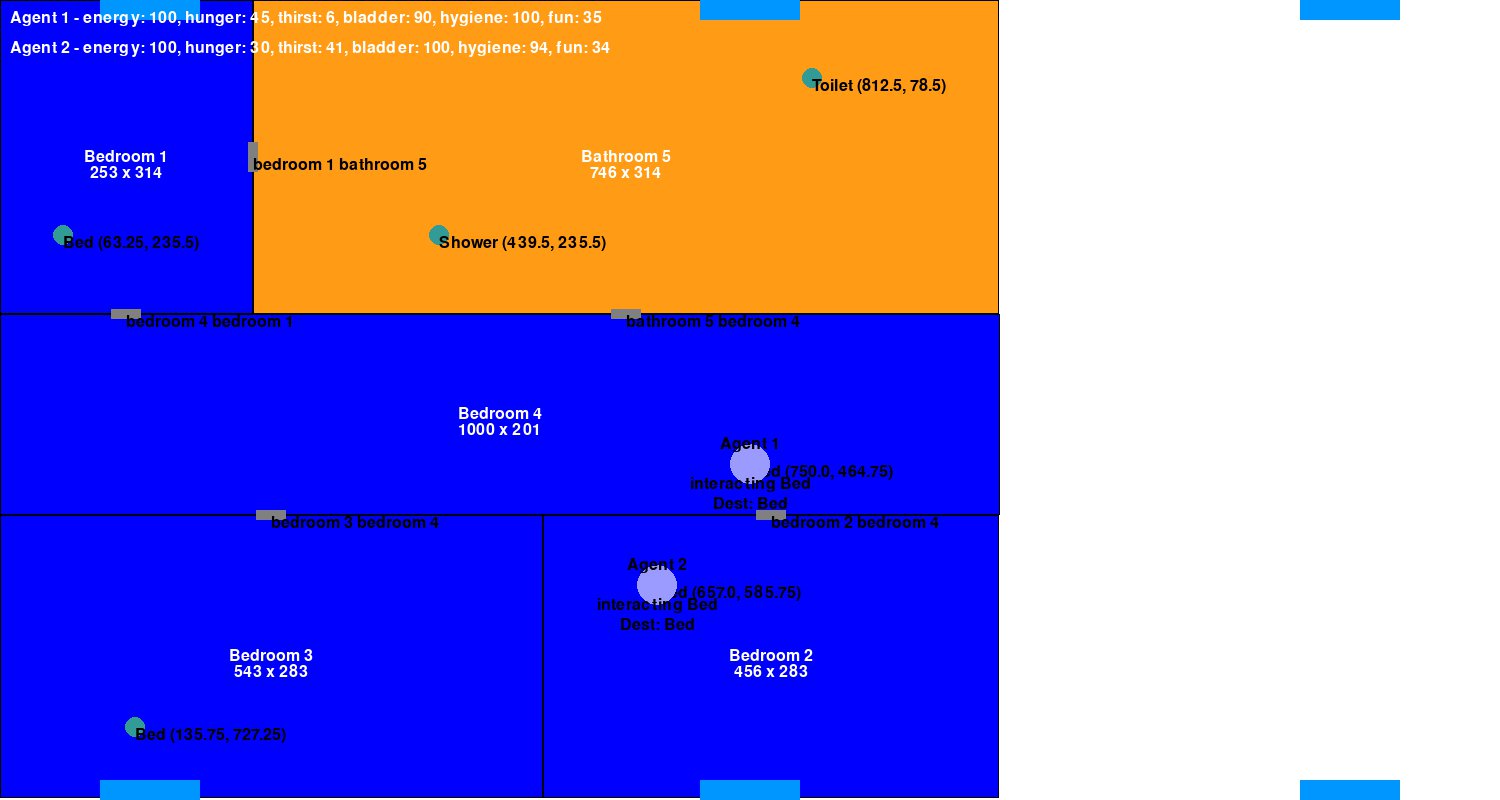 Agent 1 - energy: 100, hunger: 45, thirst: 6, bladder: 90, hygiene: 100, fun: 35
Agent 2 - energy: 100, hunger: 30, thirst: 41, bladder: 100, hygiene: 94, fun: 34
Toilet (812.5, 78.5)
Bedroom 1
253 x 314
bedroom 1 bathroom 5
Bathroom 5
746 x 314
Bed (63.25, 235.5)
Shower (439.5, 235.5)
bedroom 4 bedroom 1
bathroom 5 bedroom 4
Bedroom 4
1000 x 201
Agent 1
(750.0, 464.75)
interacting Bed
Dest: Bed
bedroom 3 bedroom 4
bedroom 2 bedroom 4
Agent 2
(657.0, 585.75)
interacting Bed
Dest: Bed
Bedroom 3
543 x 283
Bedroom 2
456 x 283
Bed (135.75, 727.25)